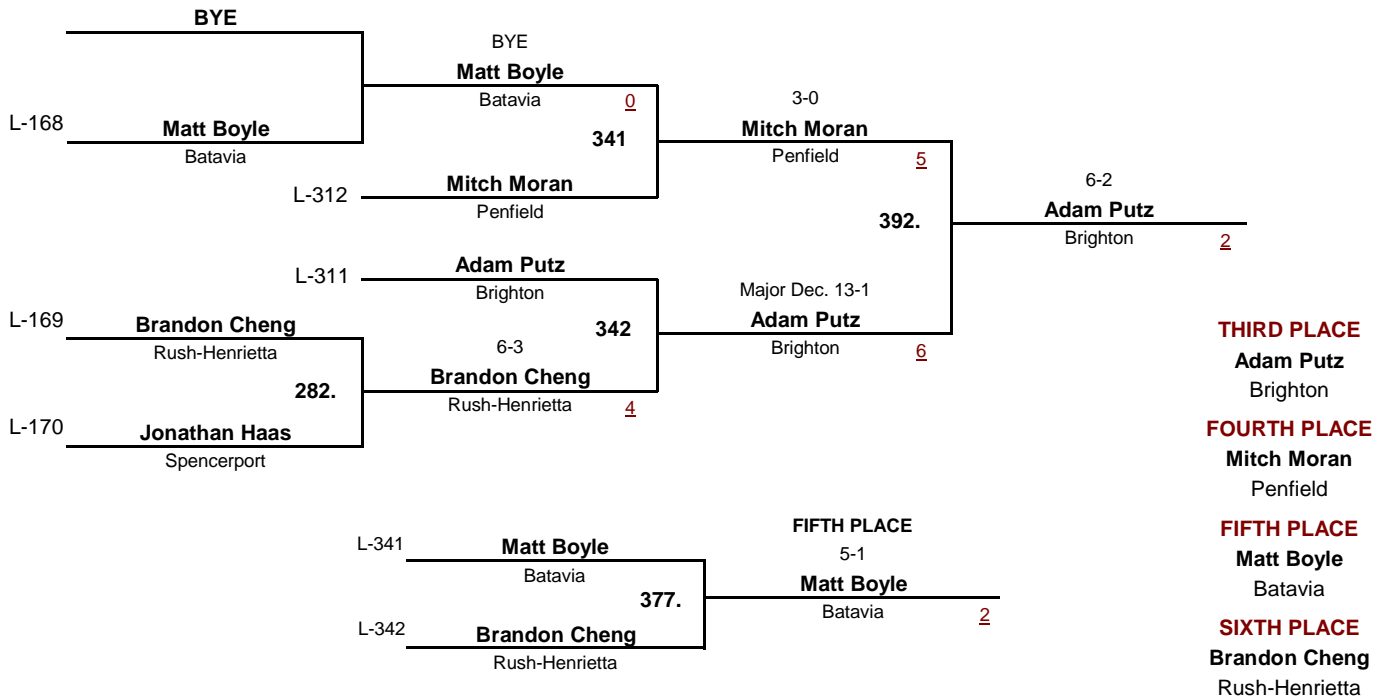 BYE
BYE
Matt Boyle
Batavia
0
L-168
Matt Boyle
Batavia
341
3-0
Mitch Moran
Penfield
5
L-312
Mitch Moran
Penfield
392.
6-2
Adam Putz
Brighton
2
L-311
Adam Putz
Brighton
342
Major Dec. 13-1
Adam Putz
Brighton
6
L-169
Brandon Cheng
Rush-Henrietta
282.
6-3
Brandon Cheng
Rush-Henrietta
4
L-170
Jonathan Haas
Spencerport
THIRD PLACE
Adam Putz
Brighton
FOURTH PLACE
Mitch Moran
Penfield
FIFTH PLACE
Matt Boyle
Batavia
SIXTH PLACE
Brandon Cheng
Rush-Henrietta
L-341
Matt Boyle
Batavia
377.
L-342
Brandon Cheng
Rush-Henrietta
FIFTH PLACE
5-1
Matt Boyle
Batavia
2